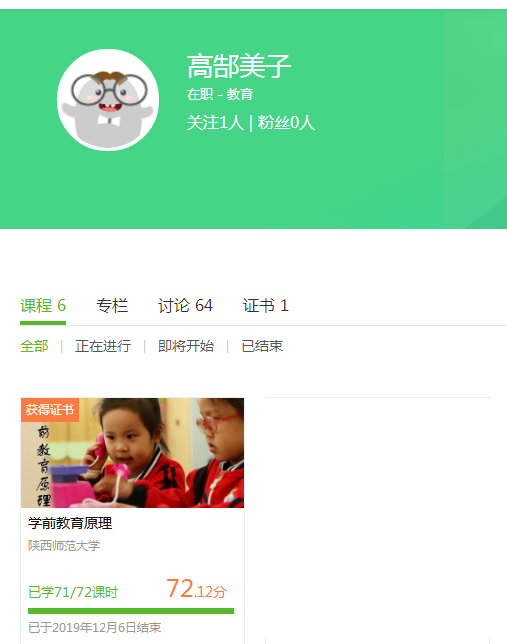 高郜美子
在职 - 教育
关注1人 | 粉丝0人
课程 6 专栏 讨论 64 证书 1
全部 | 正在进行 | 即将开始 | 已结束
获得证书
前教育原理
学前教育原理
陕西师范大学
已学71/72课时 72.12分
已于2019年12月6日结束